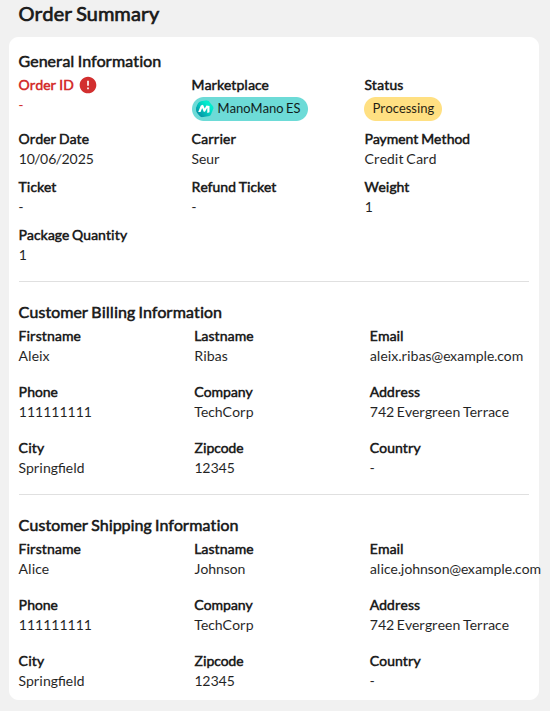 Order Summary
General Information
Order ID Marketplace Status
- ManoMano ES Processing
Order Date Carrier Payment Method
10/06/2025 Seur Credit Card
Ticket Refund Ticket Weight
- - 1
Package Quantity
1
Customer Billing Information
Firstname Lastname Email
Aleix Ribas aleix.ribas@example.com
Phone Company Address
111111111 TechCorp 742 Evergreen Terrace
City Zipcode Country
Springfield 12345 -
Customer Shipping Information
Firstname Lastname Email
Alice Johnson alice.johnson@example.com
Phone Company Address
111111111 TechCorp 742 Evergreen Terrace
City Zipcode Country
Springfield 12345 -